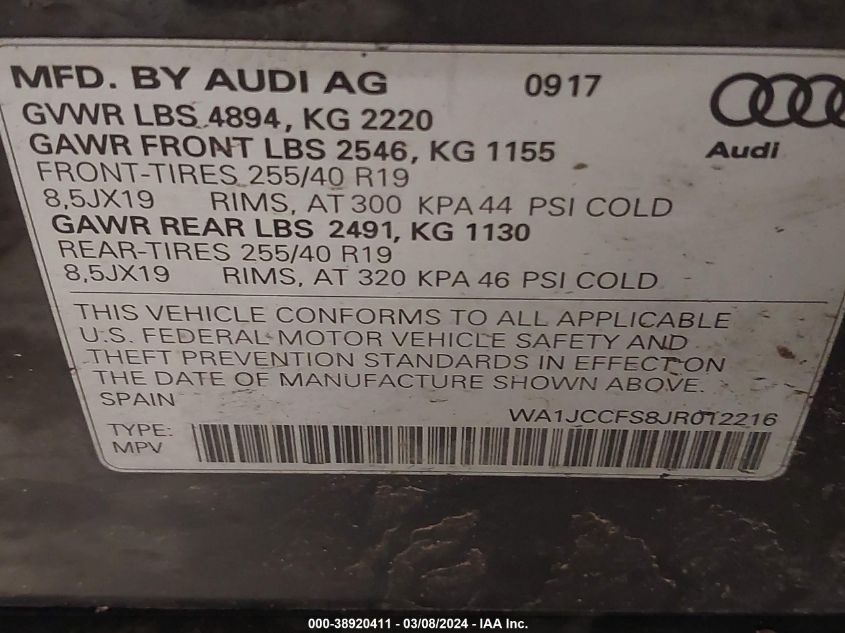 MFD. BY AUDI AG 09 17
GVWR LBS 4894, KG 2220
GAWR FRONT LBS 2546, KG 1155
Audi
FRONT-TIRES 255/40 R19
8,5JX19 RIMS, AT 300 KPA 44 PSI COLD
GAWR REAR LBS 2491, KG 1130
REAR-TIRES 255/40 R19
8,5JX19 RIMS, AT 320 KPA 46 PSI COLD
THIS VEHICLE CONFORMS TO ALL APPLICABLE
U.S. FEDERAL MOTOR VEHICLE SAFETY AND
THEFT PREVENTION STANDARDS IN EFFECT ON
THE DATE OF MANUFACTURE SHOWN ABOVE.
SPAIN
WA1JCCFS8JR012216
TYPE:
MPV
000-38920411 - 03/08/2024 - IAA Inc.